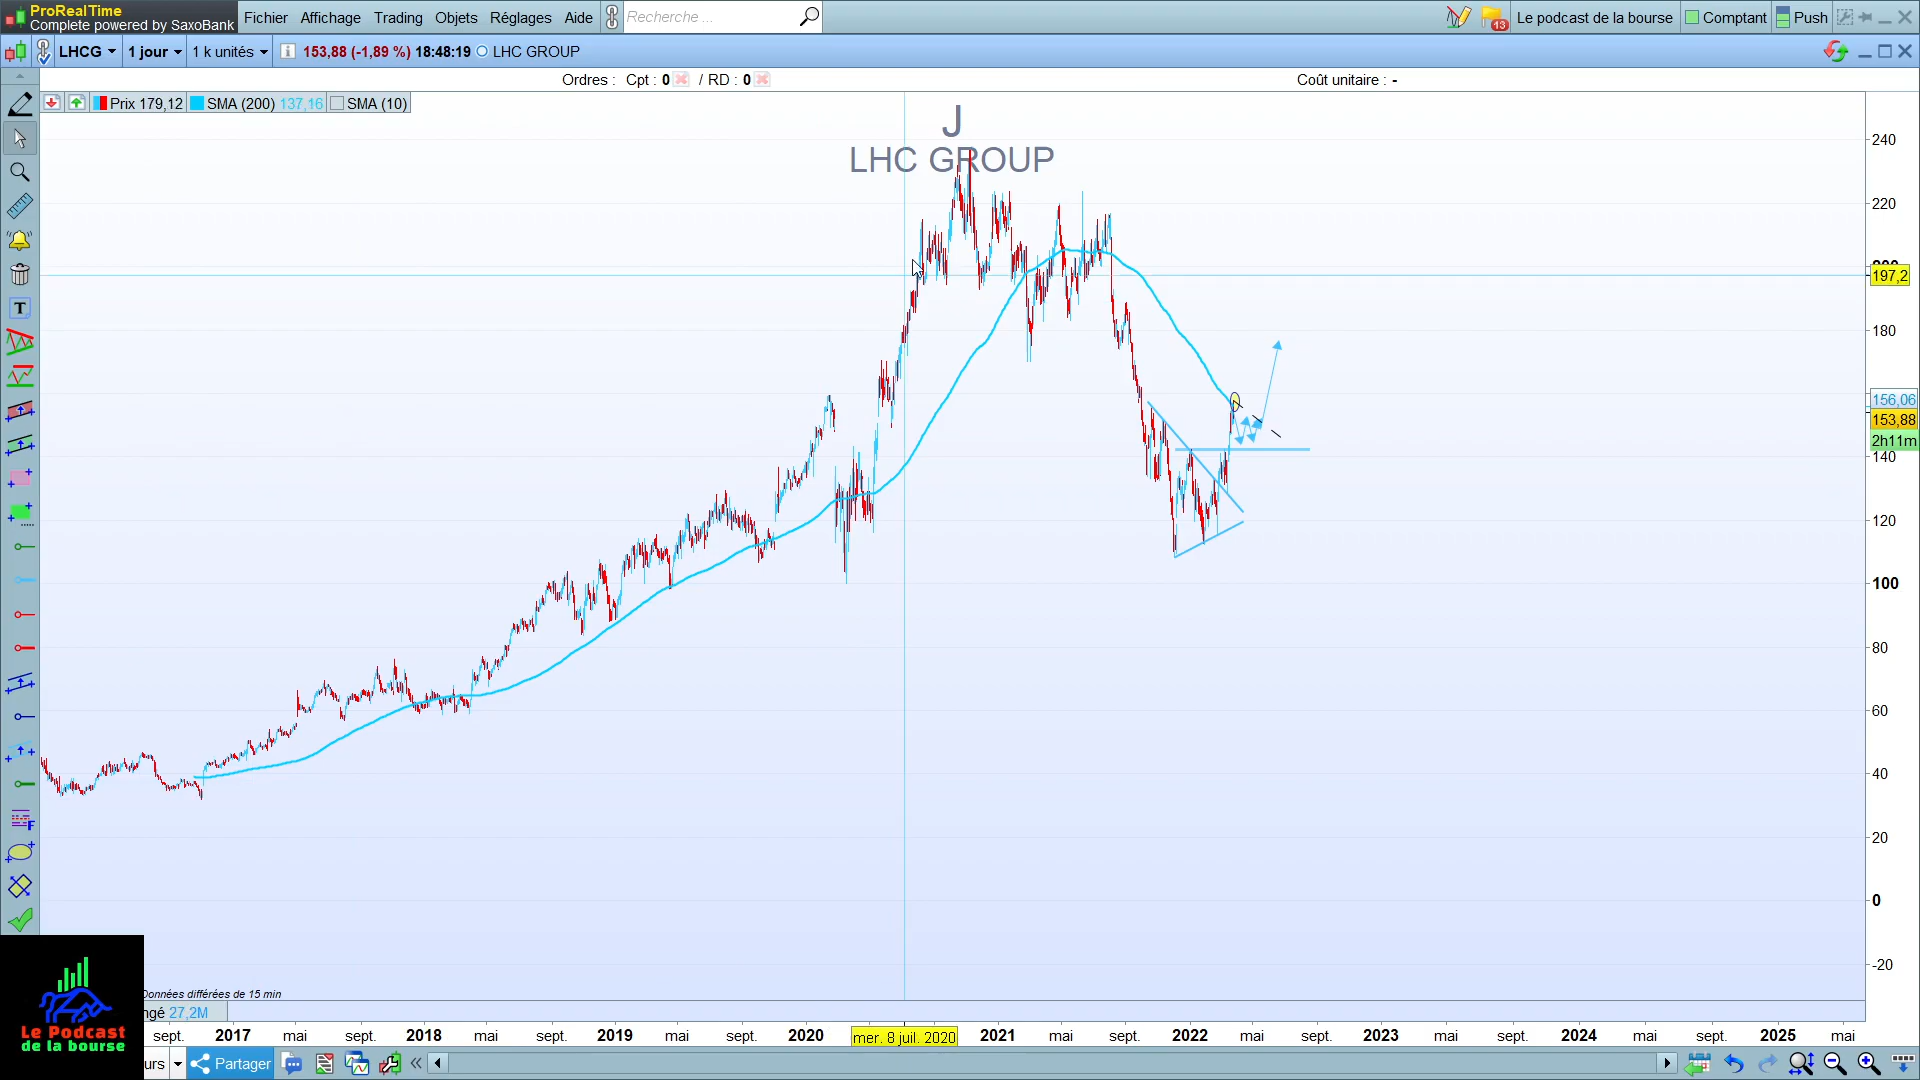 ProRealTime
Complete powered by SaxoBank
Fichier Affichage Trading Objets Réglages Aide Recherche ... 13 Le podcast de la bourse Comptant Push
LHCG 1 jour 1 k unités 153,88 (-1,89 %) 18:48:19 LHC GROUP
Ordres : Cpt : 0 / RD : 0 Coût unitaire : -
Prix 179,12 SMA (200) 137,16 SMA (10)
J
LHC GROUP
240
220
200
197,2
180
156,06
153,88
2h11m
140
120
100
80
60
40
20
0
-20
Données différées de 15 min
ngé 27,2M
sept. 2017 mai sept. 2018 mai sept. 2019 mai sept. 2020 mer. 8 juil. 2020 2021 mai sept. 2022 mai sept. 2023 mai sept. 2024 mai sept. 2025 mai
Le Podcast
de la bourse
urs Partager